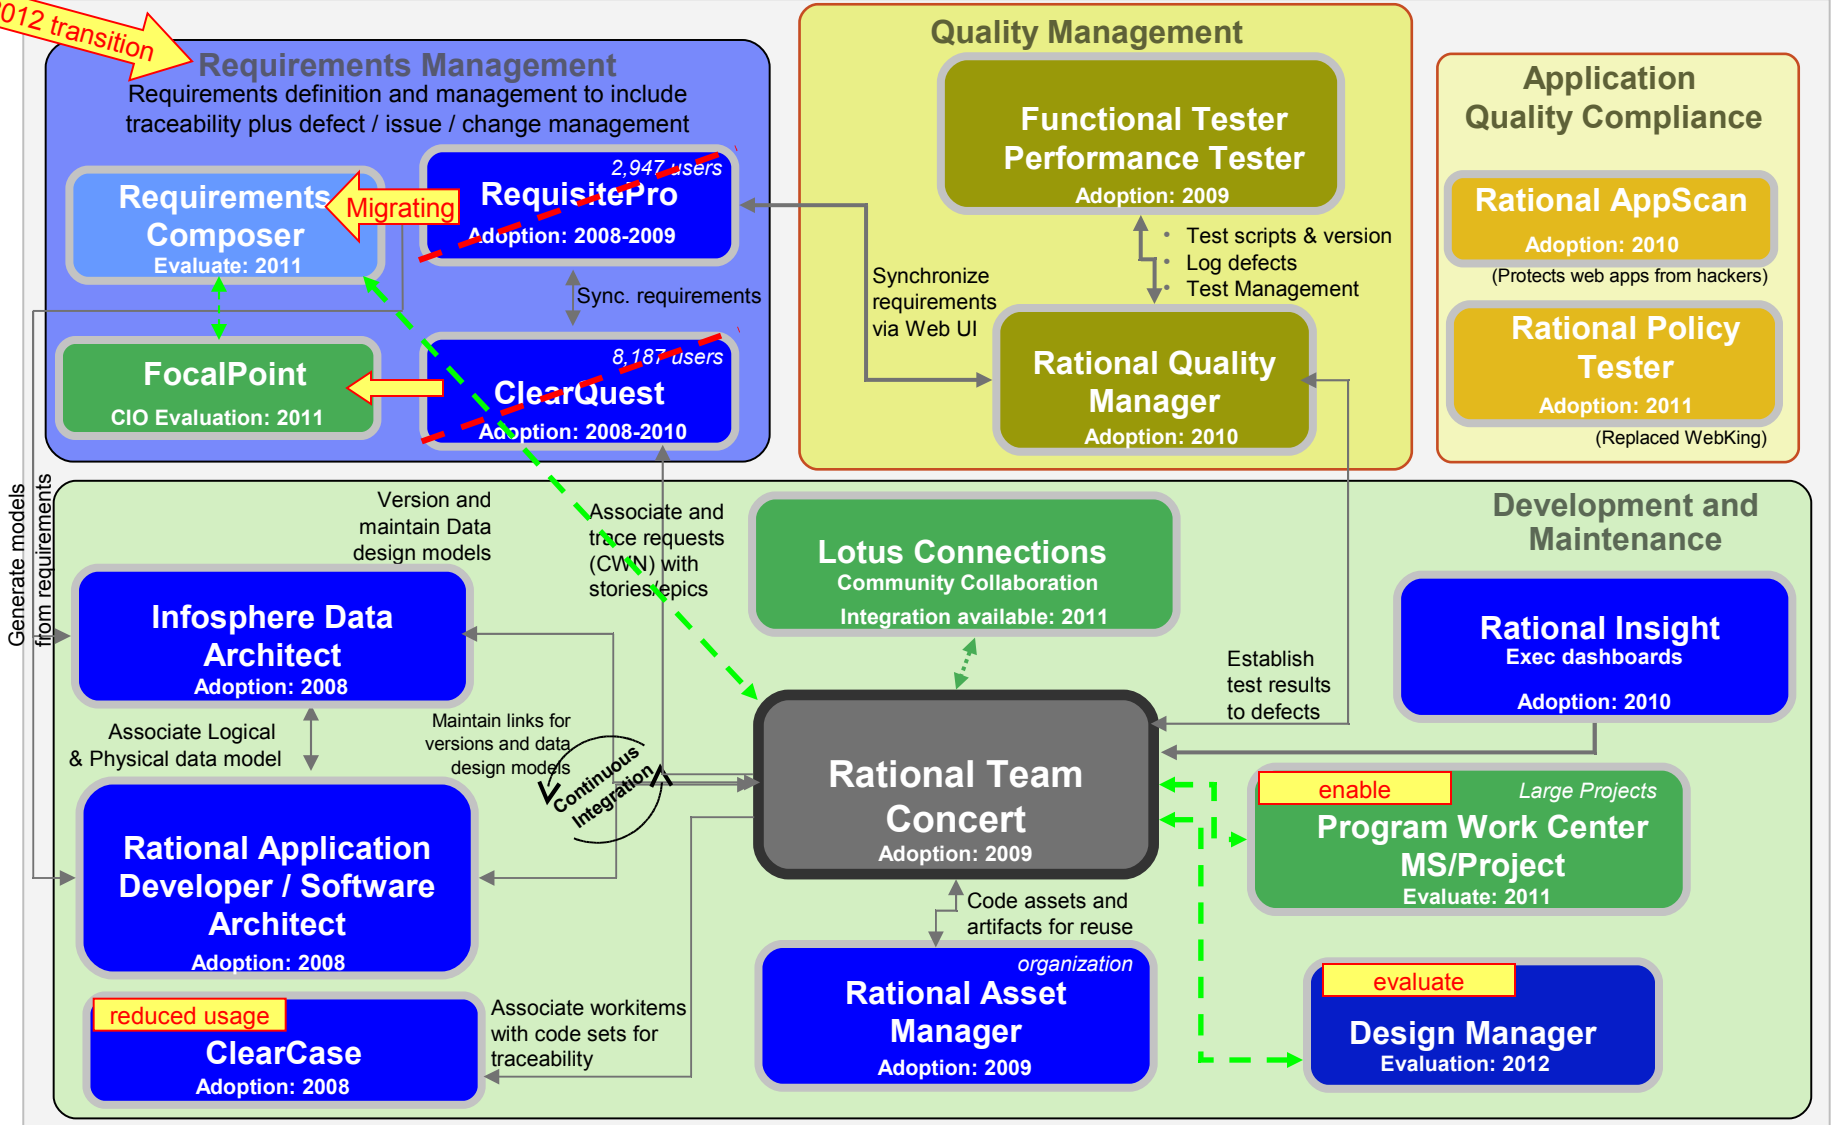 2012 transition
Requirements Management
Requirements definition and management to include
traceability plus defect / issue / change management
Requirements
Composer
Evaluate: 2011
Migrating
2,947 users
RequisitePro
Adoption: 2008-2009
Sync. requirements
FocalPoint
CIO Evaluation: 2011
8,187 users
ClearQuest
Adoption: 2008-2010
Quality Management
Functional Tester
Performance Tester
Adoption: 2009
• Test scripts & version
• Log defects
• Test Management
Synchronize
requirements
via Web UI
Rational Quality
Manager
Adoption: 2010
Application
Quality Compliance
Rational AppScan
Adoption: 2010
(Protects web apps from hackers)
Rational Policy
Tester
Adoption: 2011
(Replaced WebKing)
Generate models
from requirements
Development and
Maintenance
Version and
maintain Data
design models
Associate and
trace requests
(CWN) with
stories/epics
Lotus Connections
Community Collaboration
Integration available: 2011
Infosphere Data
Architect
Adoption: 2008
Rational Insight
Exec dashboards
Adoption: 2010
Establish
test results
to defects
Associate Logical
& Physical data model
Maintain links for
versions and data
design models
Continuous
Integration
Rational Team
Concert
Adoption: 2009
enable
Large Projects
Program Work Center
MS/Project
Evaluate: 2011
Rational Application
Developer / Software
Architect
Adoption: 2008
Code assets and
artifacts for reuse
organization
Rational Asset
Manager
Adoption: 2009
evaluate
Design Manager
Evaluation: 2012
reduced usage
ClearCase
Adoption: 2008
Associate workitems
with code sets for
traceability